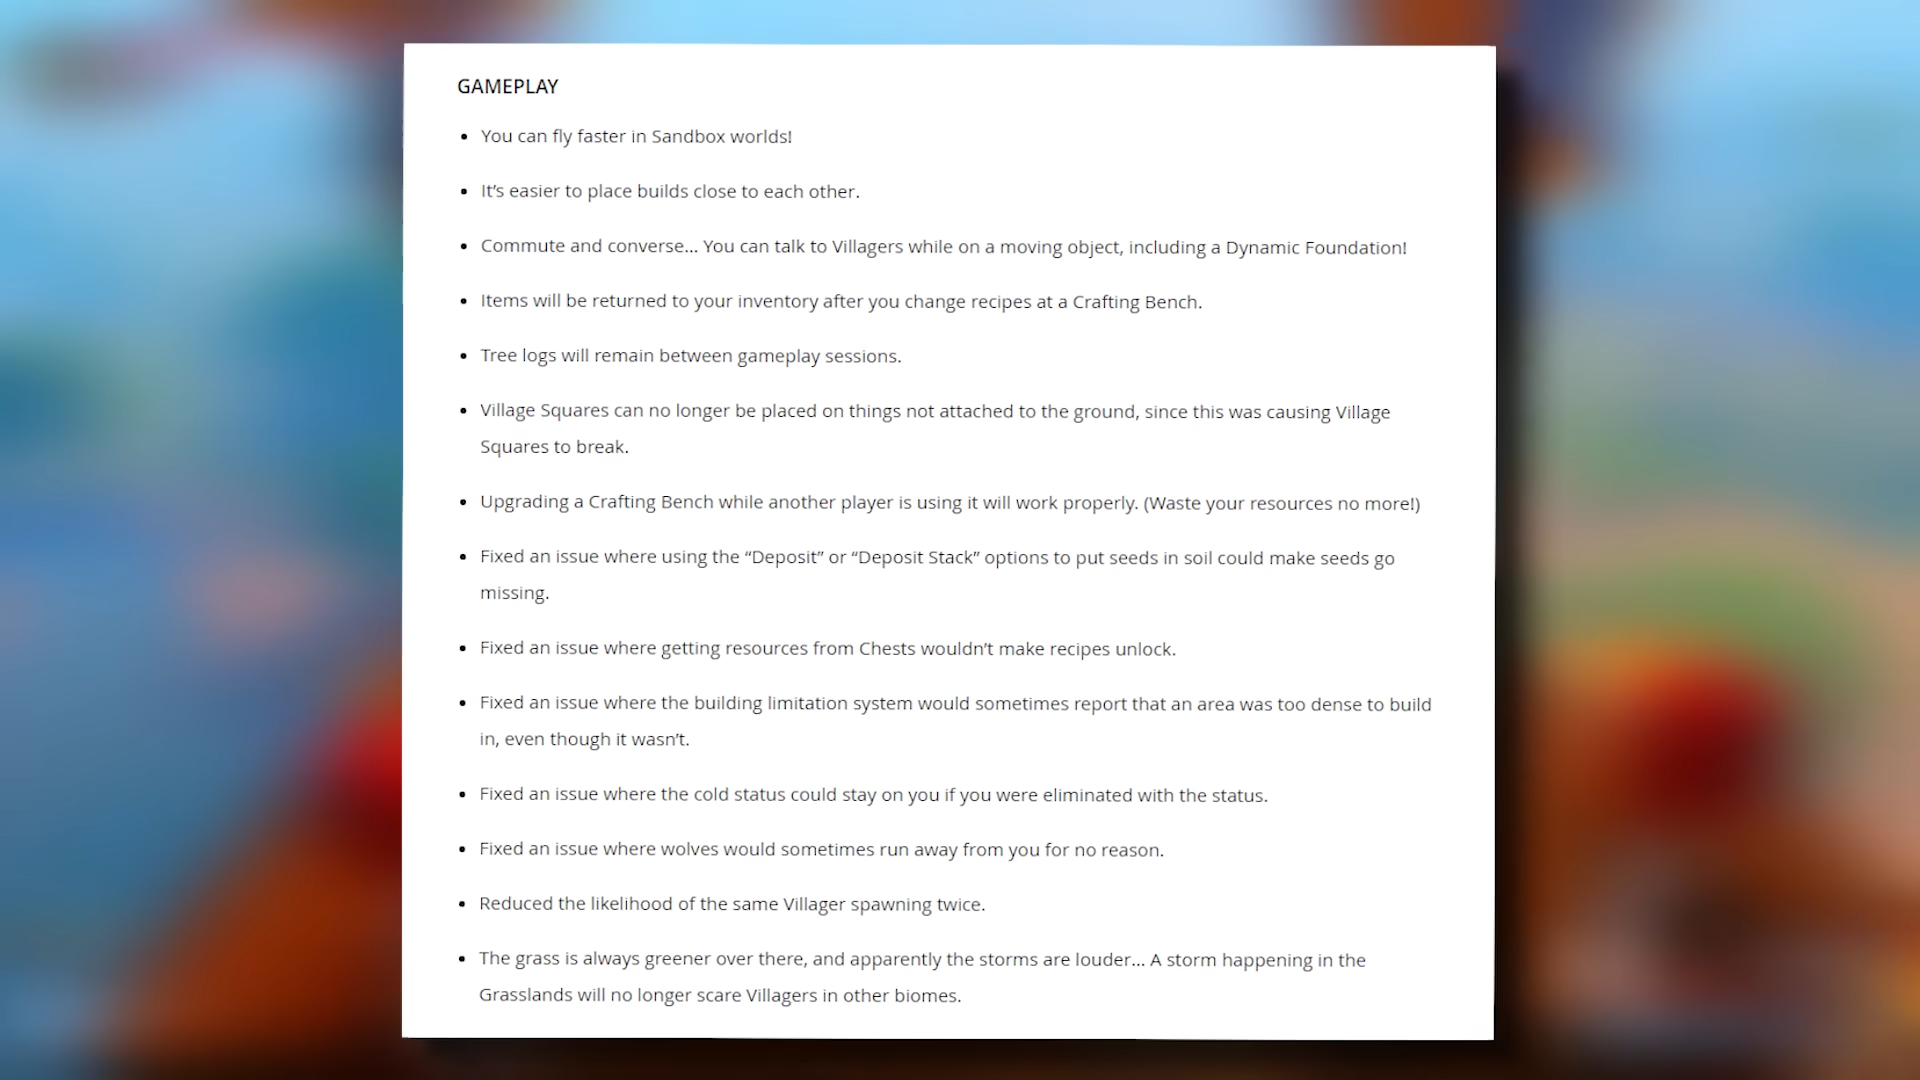 GAMEPLAY
• You can fly faster in Sandbox worlds!
• It’s easier to place builds close to each other.
• Commute and converse... You can talk to Villagers while on a moving object, including a Dynamic Foundation!
• Items will be returned to your inventory after you change recipes at a Crafting Bench.
• Tree logs will remain between gameplay sessions.
• Village Squares can no longer be placed on things not attached to the ground, since this was causing Village
Squares to break.
• Upgrading a Crafting Bench while another player is using it will work properly. (Waste your resources no more!)
• Fixed an issue where using the “Deposit” or “Deposit Stack” options to put seeds in soil could make seeds go
missing.
• Fixed an issue where getting resources from Chests wouldn’t make recipes unlock.
• Fixed an issue where the building limitation system would sometimes report that an area was too dense to build
in, even though it wasn’t.
• Fixed an issue where the cold status could stay on you if you were eliminated with the status.
• Fixed an issue where wolves would sometimes run away from you for no reason.
• Reduced the likelihood of the same Villager spawning twice.
• The grass is always greener over there, and apparently the storms are louder... A storm happening in the
Grasslands will no longer scare Villagers in other biomes.